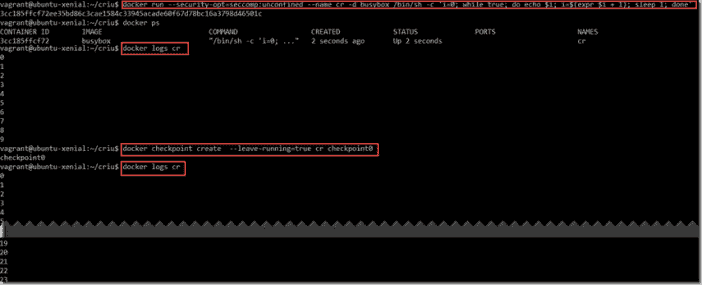 vagrant@ubuntu-xenial:~/criu$ docker run --security-opt=seccomp:unconfined --name cr -d busybox /bin/sh -c 'i=0; while true; do echo $i; i=$(expr $i + 1); sleep 1; done'
3cc185ffcf72ee35bd86c3cae1584c33945acade60f67d78bc16a3798d46501c
vagrant@ubuntu-xenial:~/criu$ docker ps
CONTAINER ID IMAGE COMMAND CREATED STATUS PORTS NAMES
3cc185ffcf72 busybox "/bin/sh -c 'i=0; ..." 2 seconds ago Up 2 seconds cr
vagrant@ubuntu-xenial:~/criu$ docker logs cr
0
1
2
3
4
5
6
7
8
9
vagrant@ubuntu-xenial:~/criu$ docker checkpoint create --leave-running=true cr checkpoint0
checkpoint0
vagrant@ubuntu-xenial:~/criu$ docker logs cr
0
1
2
3
4
5
19
20
21
22
23